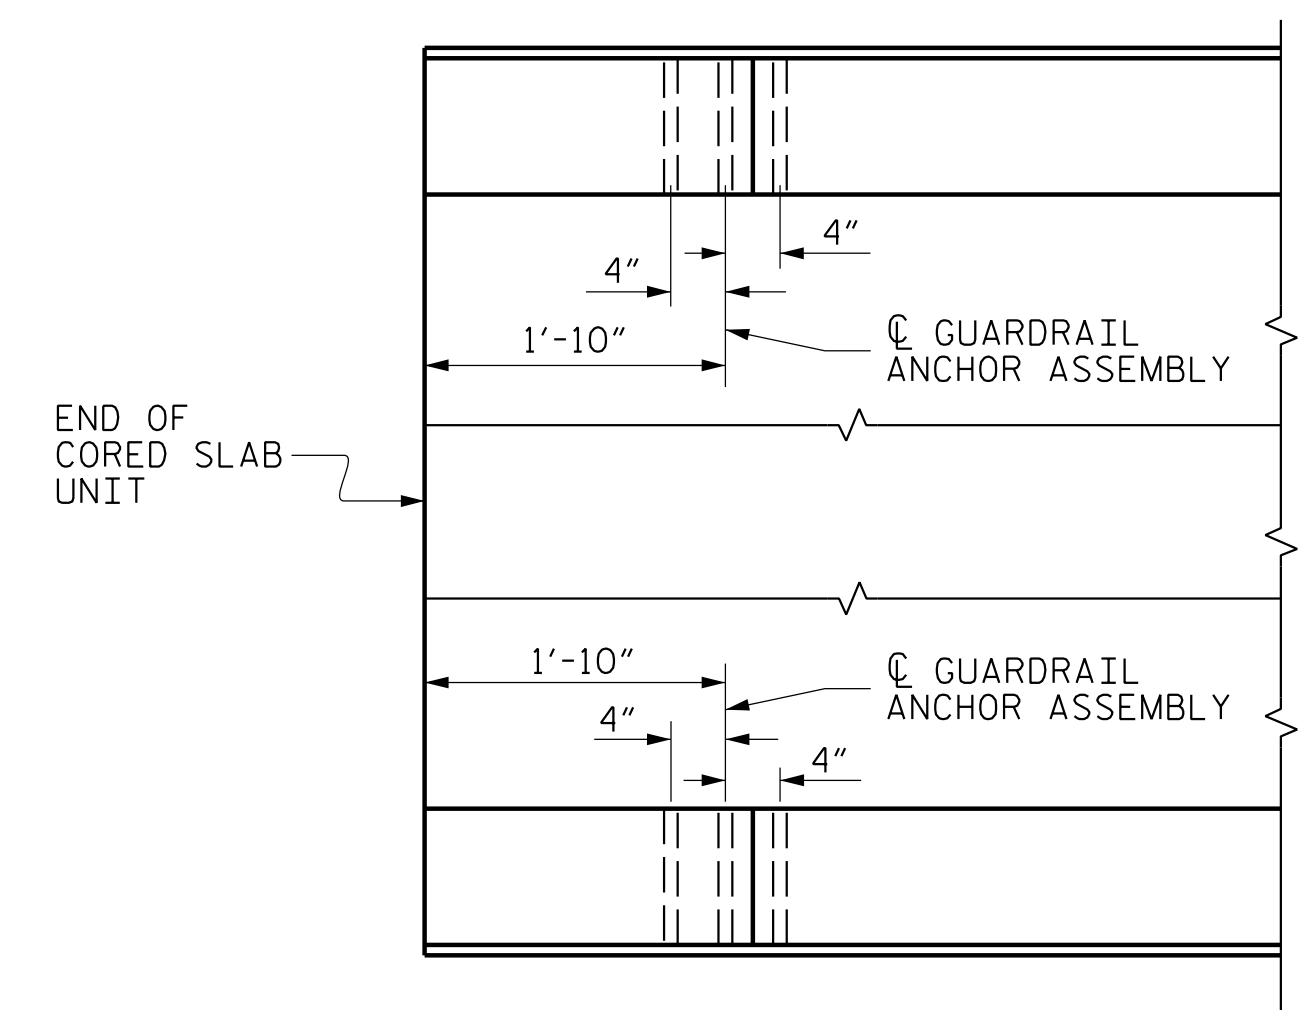 4"
4"
1'-10"
℄ GUARDRAIL
ANCHOR ASSEMBLY
END OF
CORED SLAB
UNIT
1'-10"
℄ GUARDRAIL
ANCHOR ASSEMBLY
4"
4"